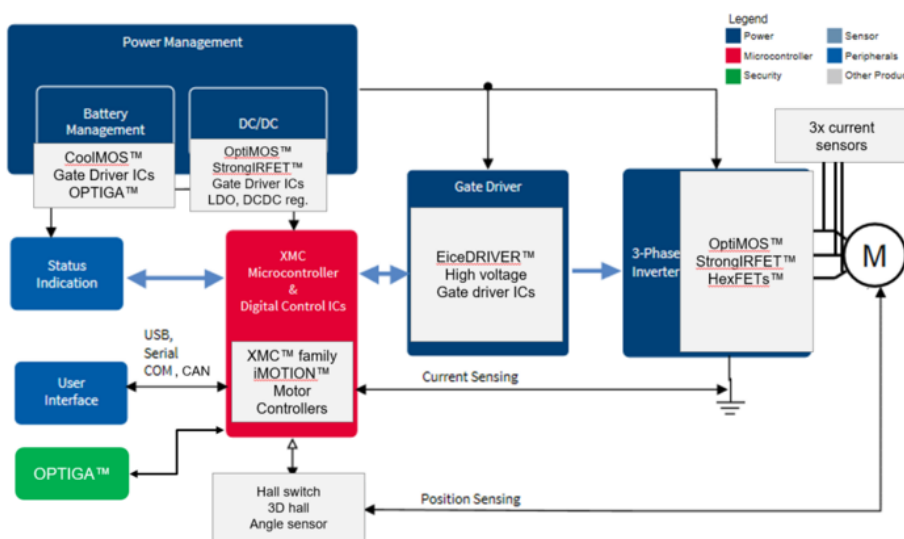 Legend
Power
Sensor
Microcontroller
Peripherals
Security
Other Produ
Power Management
Battery
Management
DC/DC
CoolMOS™
Gate Driver ICs
OPTIGA™
OptiMOS™
StrongIRFET™
Gate Driver ICs
LDO, DCDC reg.
3x current
sensors
Gate Driver
EiceDRIVER™
High voltage
Gate driver ICs
3-Phase
Inverter
OptiMOS™
StrongIRFET™
HexFETs™
M
Status
Indication
XMC
Microcontroller
&
Digital Control ICs
XMC™ family
iMOTION™
Motor
Controllers
USB,
Serial
COM , CAN
User
Interface
Current Sensing
OPTIGA™
Hall switch
3D hall
Angle sensor
Position Sensing